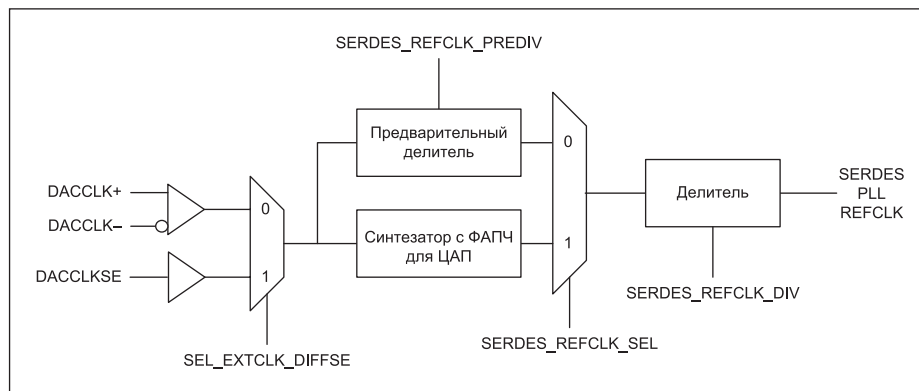 SERDES_REFCLK_PREDIV
Предварительный
делитель
0
DACCLK+
DACCLK–
0
Делитель
SERDES
PLL
REFCLK
DACCLKSE
1
Синтезатор с ФАПЧ
для ЦАП
1
SERDES_REFCLK_DIV
SEL_EXTCLK_DIFFSE
SERDES_REFCLK_SEL